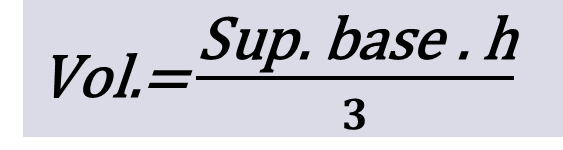 Vol.= Sup. base . h
3